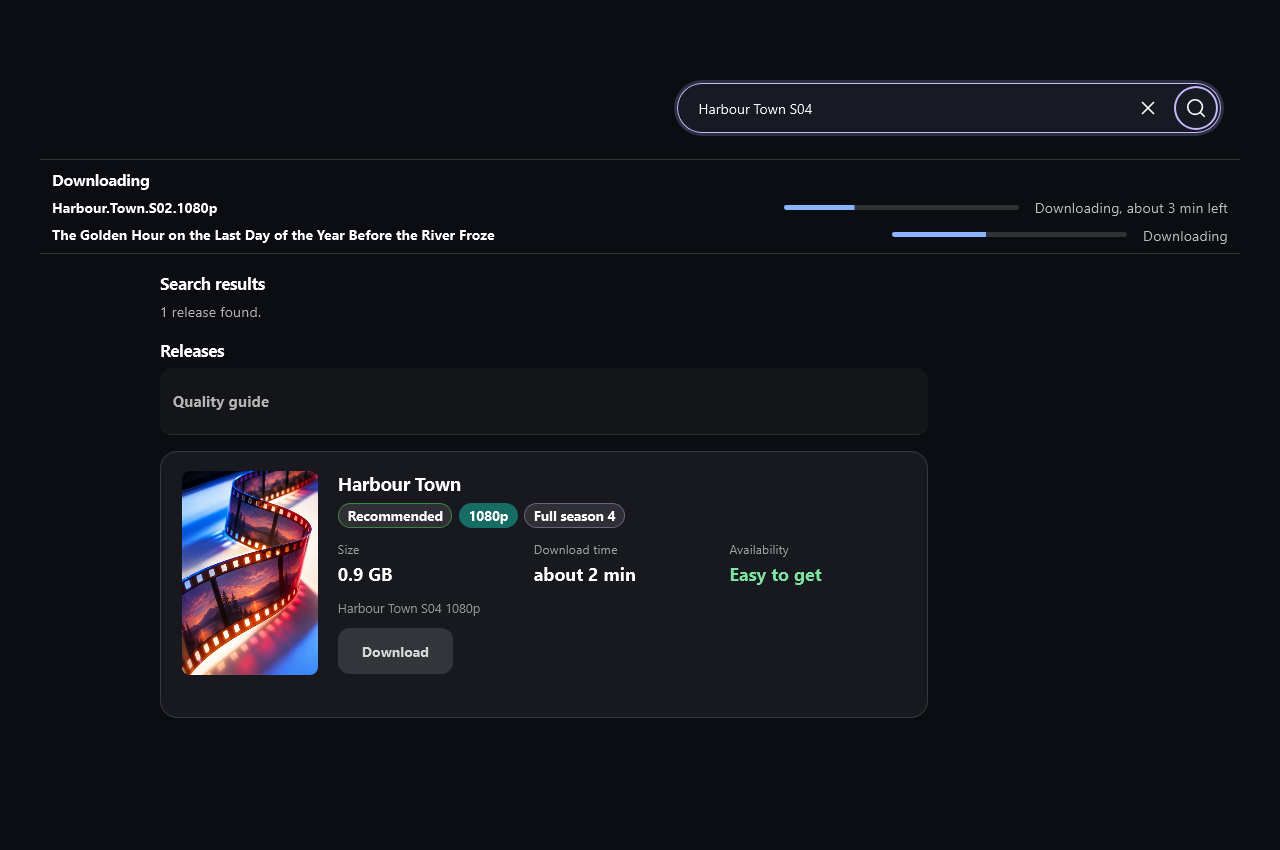 Harbour Town S04
Downloading
Harbour.Town.S02.1080p Downloading, about 3 min left
The Golden Hour on the Last Day of the Year Before the River Froze Downloading
Search results
1 release found.
Releases
Quality guide
Harbour Town
Recommended 1080p Full season 4
Size Download time Availability
0.9 GB about 2 min Easy to get
Harbour Town S04 1080p
Download